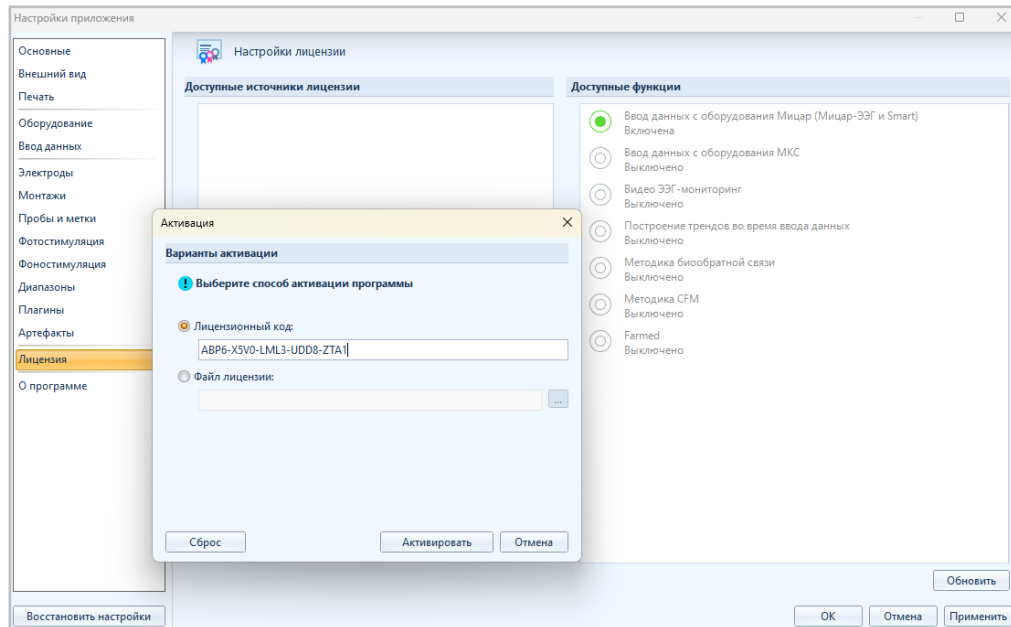 Настройки приложения
Основные
Внешний вид
Печать
Оборудование
Ввод данных
Электроды
Монтажи
Пробы и метки
Фотостимуляция
Фоностимуляция
Диапазоны
Плагины
Артефакты
Лицензия
О программе
Восстановить настройки
Настройки лицензии
Доступные источники лицензии
Доступные функции
Ввод данных с оборудования Мицар (Мицар-ЭЭГ и Smart)
Включена
Ввод данных с оборудования МКС
Выключено
Видео ЭЭГ-мониторинг
Выключено
Построение трендов во время ввода данных
Выключено
Методика биообратной связи
Выключено
Методика CFM
Выключено
Farmed
Выключено
Активация
Варианты активации
Выберите способ активации программы
Лицензионный код:
ABP6-X5V0-LML3-UDD8-ZTA1
Файл лицензии:
...
Сброс
Активировать
Отмена
Обновить
ОК
Отмена
Применить